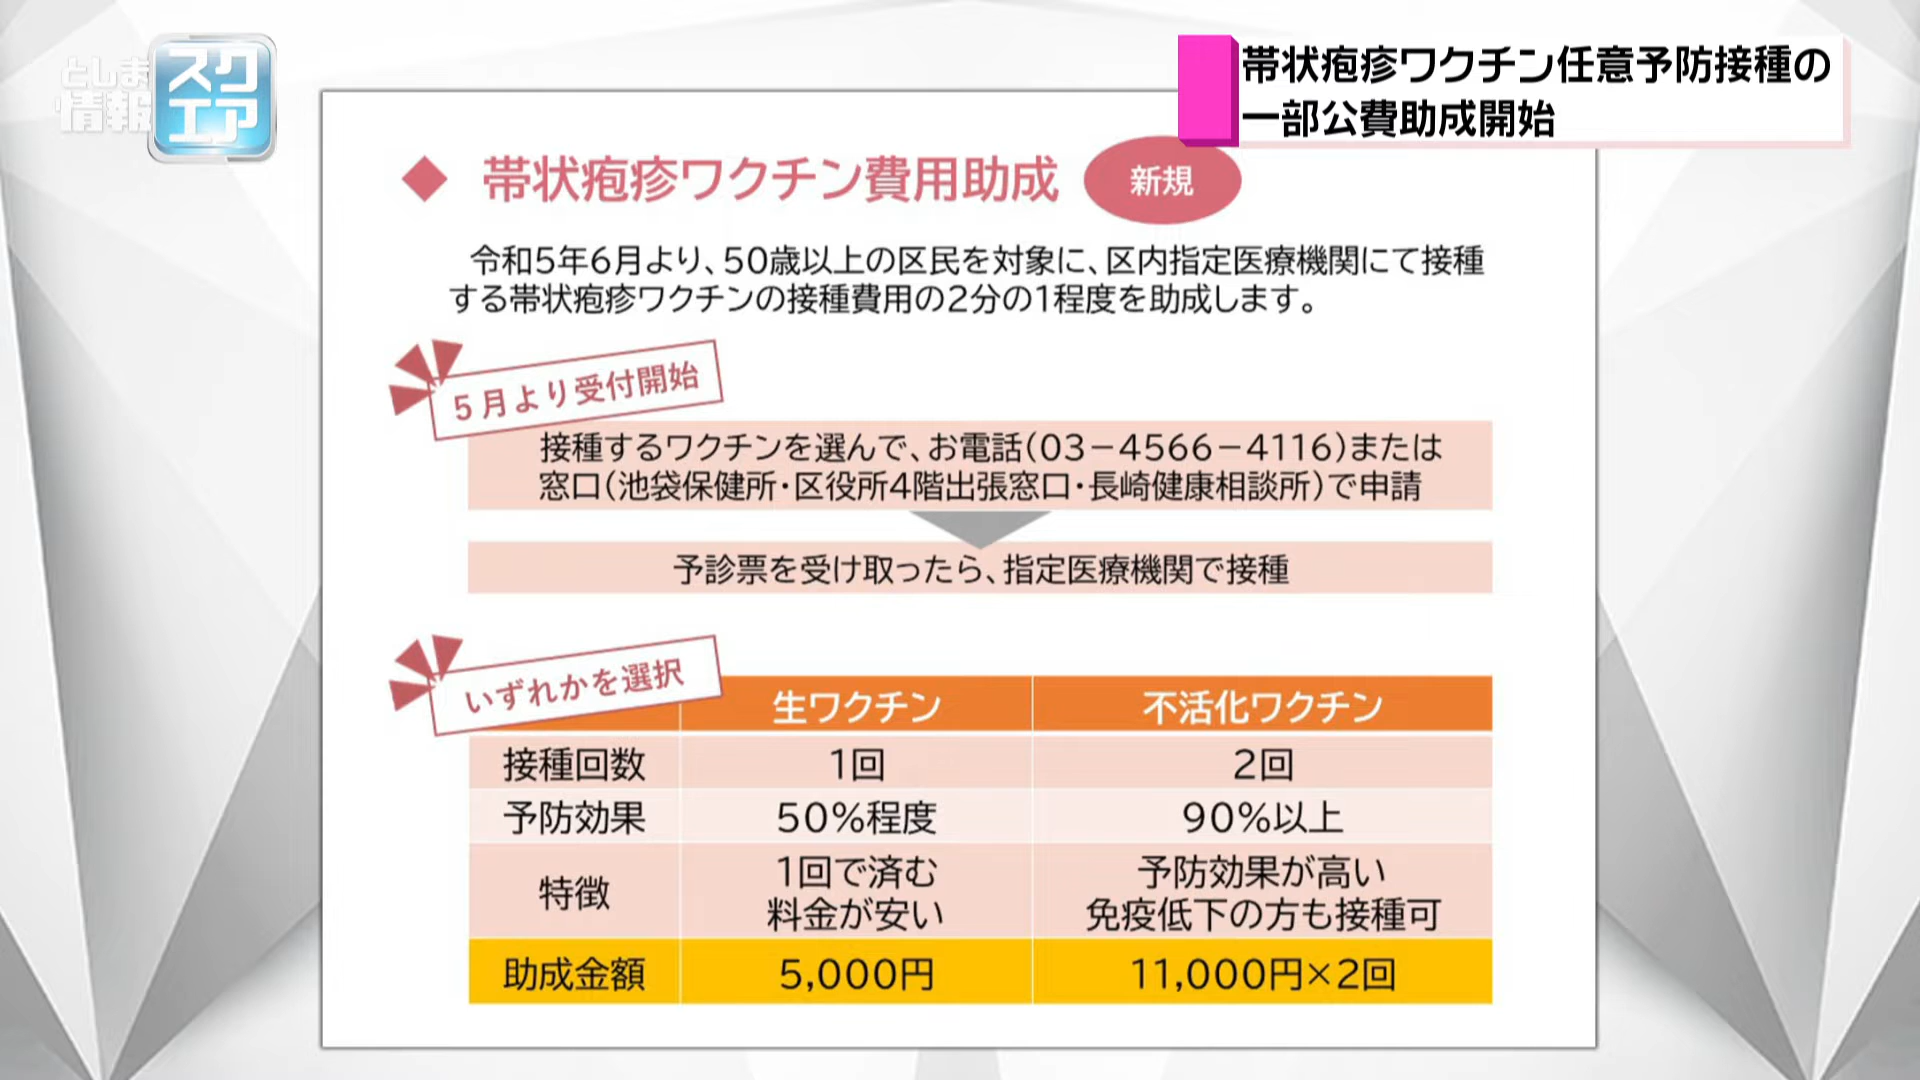 としま
情報
スク
エア
帯状疱疹ワクチン任意予防接種の
一部公費助成開始
◆ 帯状疱疹ワクチン費用助成
新規
令和5年6月より、50歳以上の区民を対象に、区内指定医療機関にて接種
する帯状疱疹ワクチンの接種費用の2分の1程度を助成します。
5月より受付開始
接種するワクチンを選んで、お電話(03-4566-4116)または
窓口(池袋保健所・区役所4階出張窓口・長崎健康相談所)で申請
予診票を受け取ったら、指定医療機関で接種
いずれかを選択
生ワクチン 不活化ワクチン
接種回数 1回 2回
予防効果 50%程度 90%以上
特徴
1回で済む
料金が安い
予防効果が高い
免疫低下の方も接種可
助成金額 5,000円 11,000円×2回